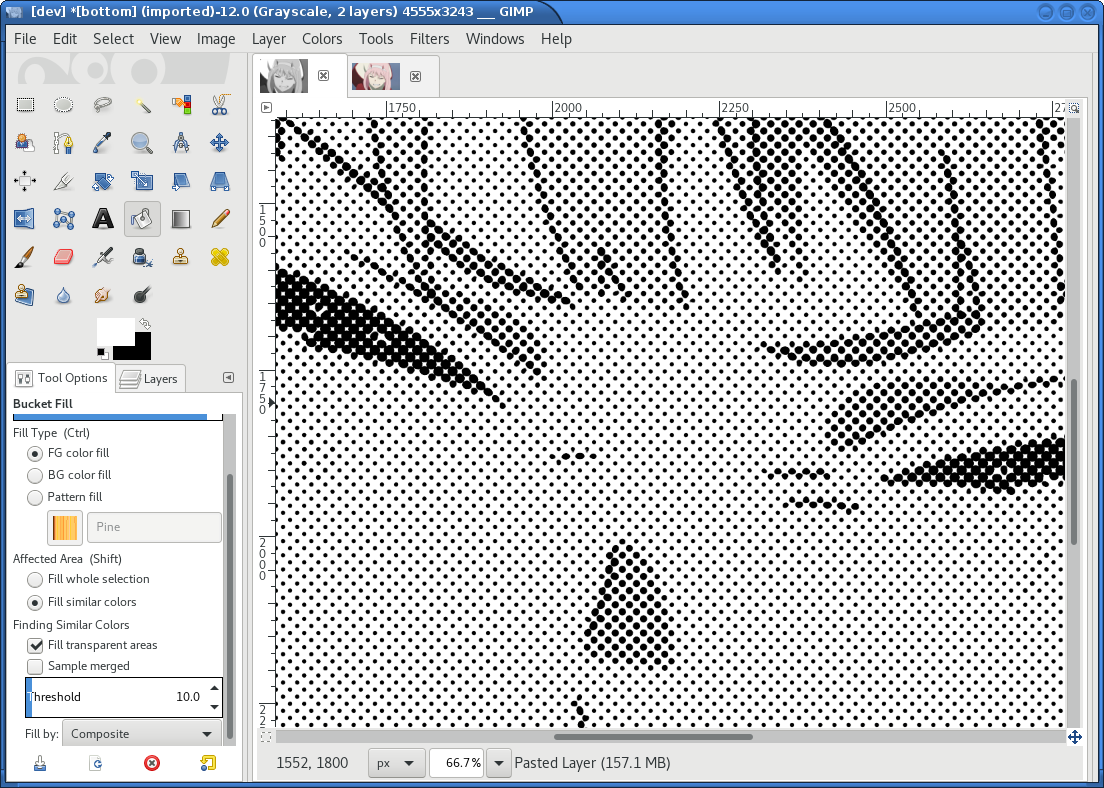 [dev] *[bottom] (imported)-12.0 (Grayscale, 2 layers) 4555x3243 ___ GIMP
File Edit Select View Image Layer Colors Tools Filters Windows Help
1750 2000 2250 2500
1500
1750
2000
22
Tool Options Layers
Bucket Fill
Fill Type (Ctrl)
FG color fill
BG color fill
Pattern fill
Pine
Affected Area (Shift)
Fill whole selection
Fill similar colors
Finding Similar Colors
Fill transparent areas
Sample merged
Threshold 10.0
Fill by: Composite
1552, 1800 px 66.7% Pasted Layer (157.1 MB)